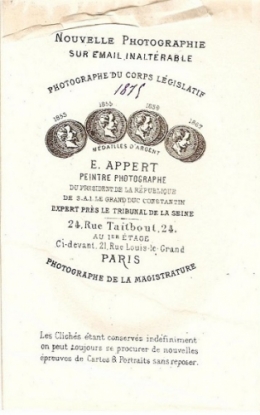 NOUVELLE PHOTOGRAPHIE
SUR EMAIL INALTÉRABLE
PHOTOGRAPHE DU CORPS LÉGISLATIF
1875
1855 1859
1853 1867
MÉDAILLES D'ARGENT
E. APPERT
PEINTRE PHOTOGRAPHE
DU PRÉSIDENT DE LA RÉPUBLIQUE
DE S.A.I. LE GRAND DUC CONSTANTIN
EXPERT PRÈS LE TRIBUNAL DE LA SEINE
24, Rue Taitbout, 24.
AU 1ER ÉTAGE
Ci-devant, 21, Rue Louis-le-Grand
PARIS
PHOTOGRAPHE DE LA MAGISTRATURE
Les Clichés étant conservés indéfiniment
on peut toujours se procurer de nouvelles
épreuves de Cartes & Portraits sans reposer.